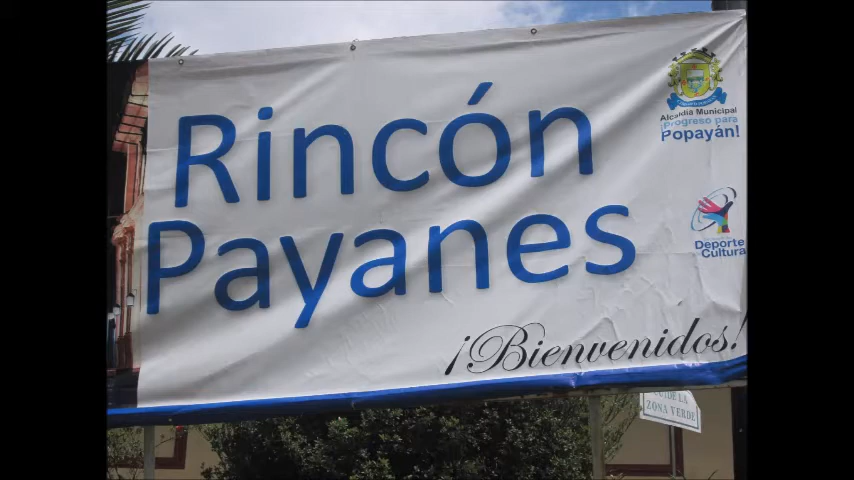 Rincón
Payanes
Alcaldía Municipal
¡Progreso para
Popayán!
Deporte
Cultura
¡Bienvenidos!
ZONA VERDE